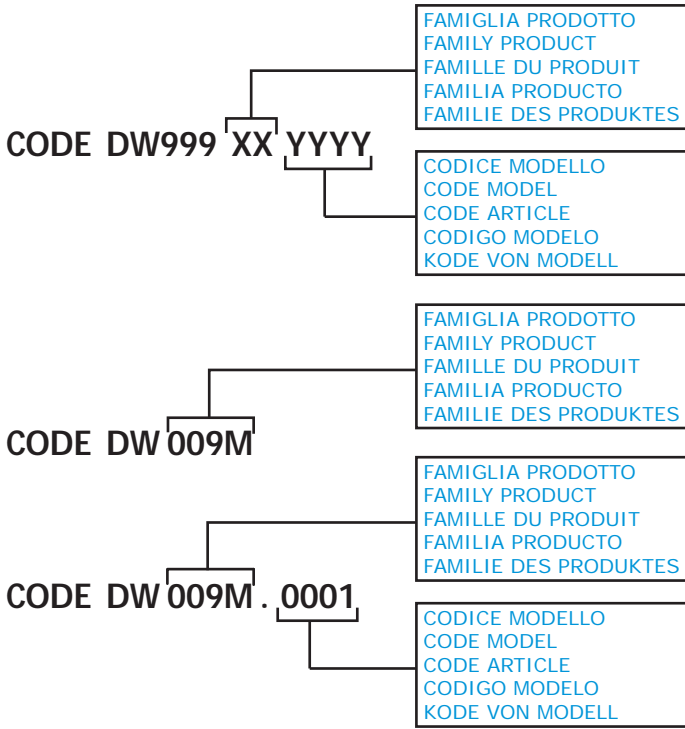 FAMIGLIA PRODOTTO
FAMILY PRODUCT
FAMILLE DU PRODUIT
FAMILIA PRODUCTO
FAMILIE DES PRODUKTES
CODE DW999 XX YYYY
CODICE MODELLO
CODE MODEL
CODE ARTICLE
CODIGO MODELO
KODE VON MODELL
FAMIGLIA PRODOTTO
FAMILY PRODUCT
FAMILLE DU PRODUIT
FAMILIA PRODUCTO
FAMILIE DES PRODUKTES
CODE DW 009M
FAMIGLIA PRODOTTO
FAMILY PRODUCT
FAMILLE DU PRODUIT
FAMILIA PRODUCTO
FAMILIE DES PRODUKTES
CODE DW 009M . 0001
CODICE MODELLO
CODE MODEL
CODE ARTICLE
CODIGO MODELO
KODE VON MODELL